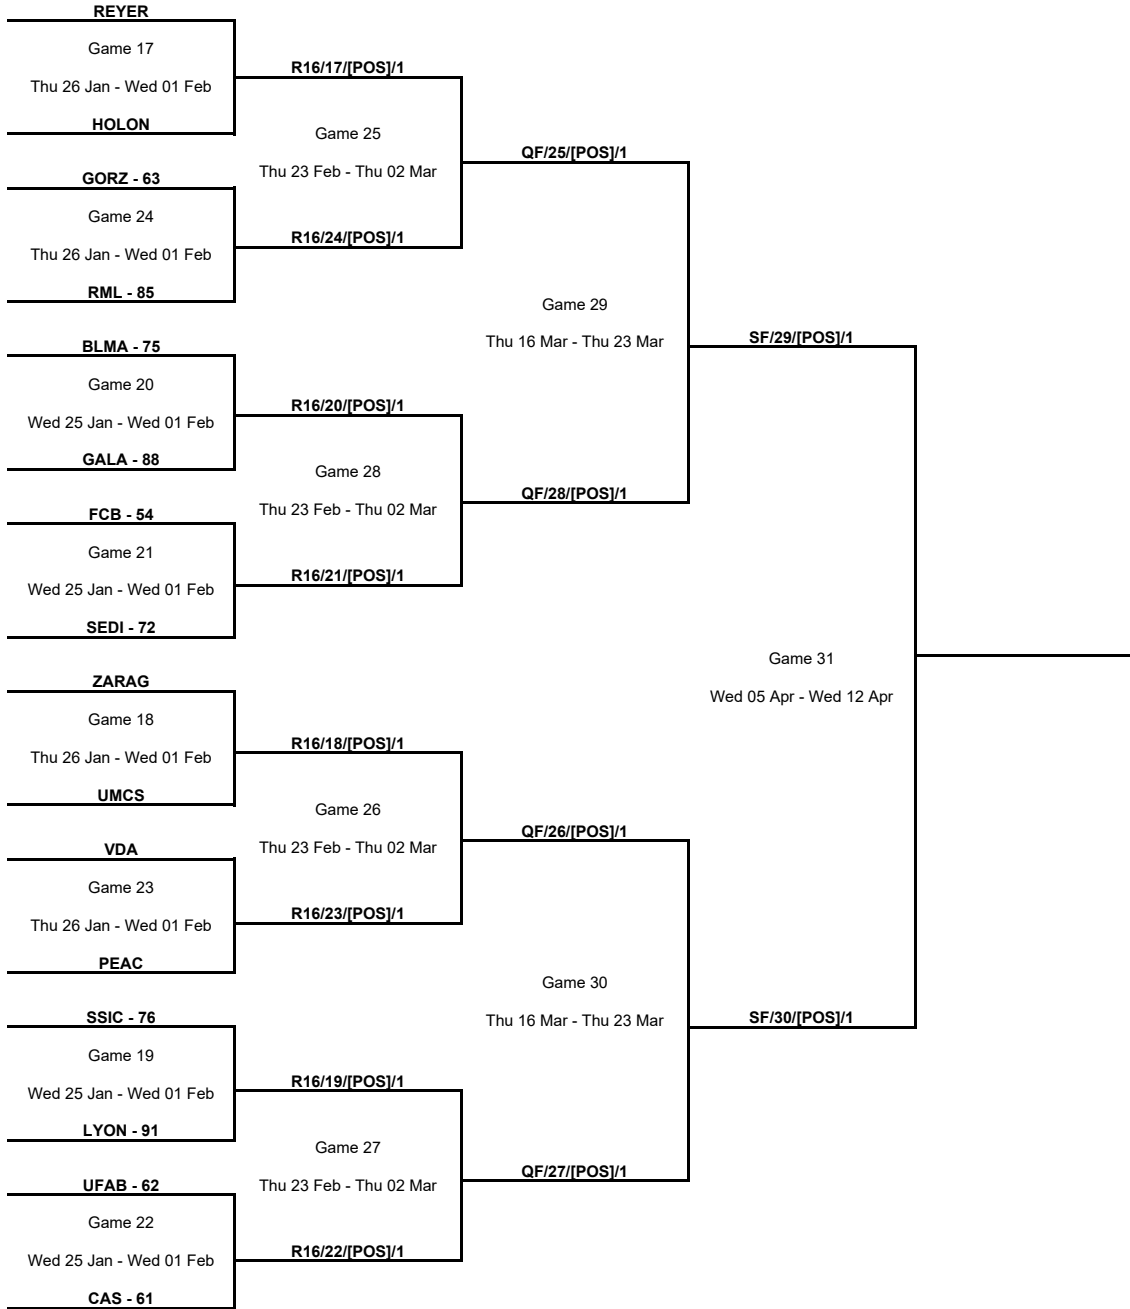 REYER
Game 17
Thu 26 Jan - Wed 01 Feb
HOLON
GORZ - 63
Game 24
Thu 26 Jan - Wed 01 Feb
RML - 85
BLMA - 75
Game 20
Wed 25 Jan - Wed 01 Feb
GALA - 88
FCB - 54
Game 21
Wed 25 Jan - Wed 01 Feb
SEDI - 72
ZARAG
Game 18
Thu 26 Jan - Wed 01 Feb
UMCS
VDA
Game 23
Thu 26 Jan - Wed 01 Feb
PEAC
SSIC - 76
Game 19
Wed 25 Jan - Wed 01 Feb
LYON - 91
UFAB - 62
Game 22
Wed 25 Jan - Wed 01 Feb
CAS - 61
R16/17/[POS]/1
Game 25
Thu 23 Feb - Thu 02 Mar
R16/24/[POS]/1
R16/20/[POS]/1
Game 28
Thu 23 Feb - Thu 02 Mar
R16/21/[POS]/1
R16/18/[POS]/1
Game 26
Thu 23 Feb - Thu 02 Mar
R16/23/[POS]/1
R16/19/[POS]/1
Game 27
Thu 23 Feb - Thu 02 Mar
R16/22/[POS]/1
QF/25/[POS]/1
Game 29
Thu 16 Mar - Thu 23 Mar
QF/28/[POS]/1
QF/26/[POS]/1
Game 30
Thu 16 Mar - Thu 23 Mar
QF/27/[POS]/1
SF/29/[POS]/1
Game 31
Wed 05 Apr - Wed 12 Apr
SF/30/[POS]/1